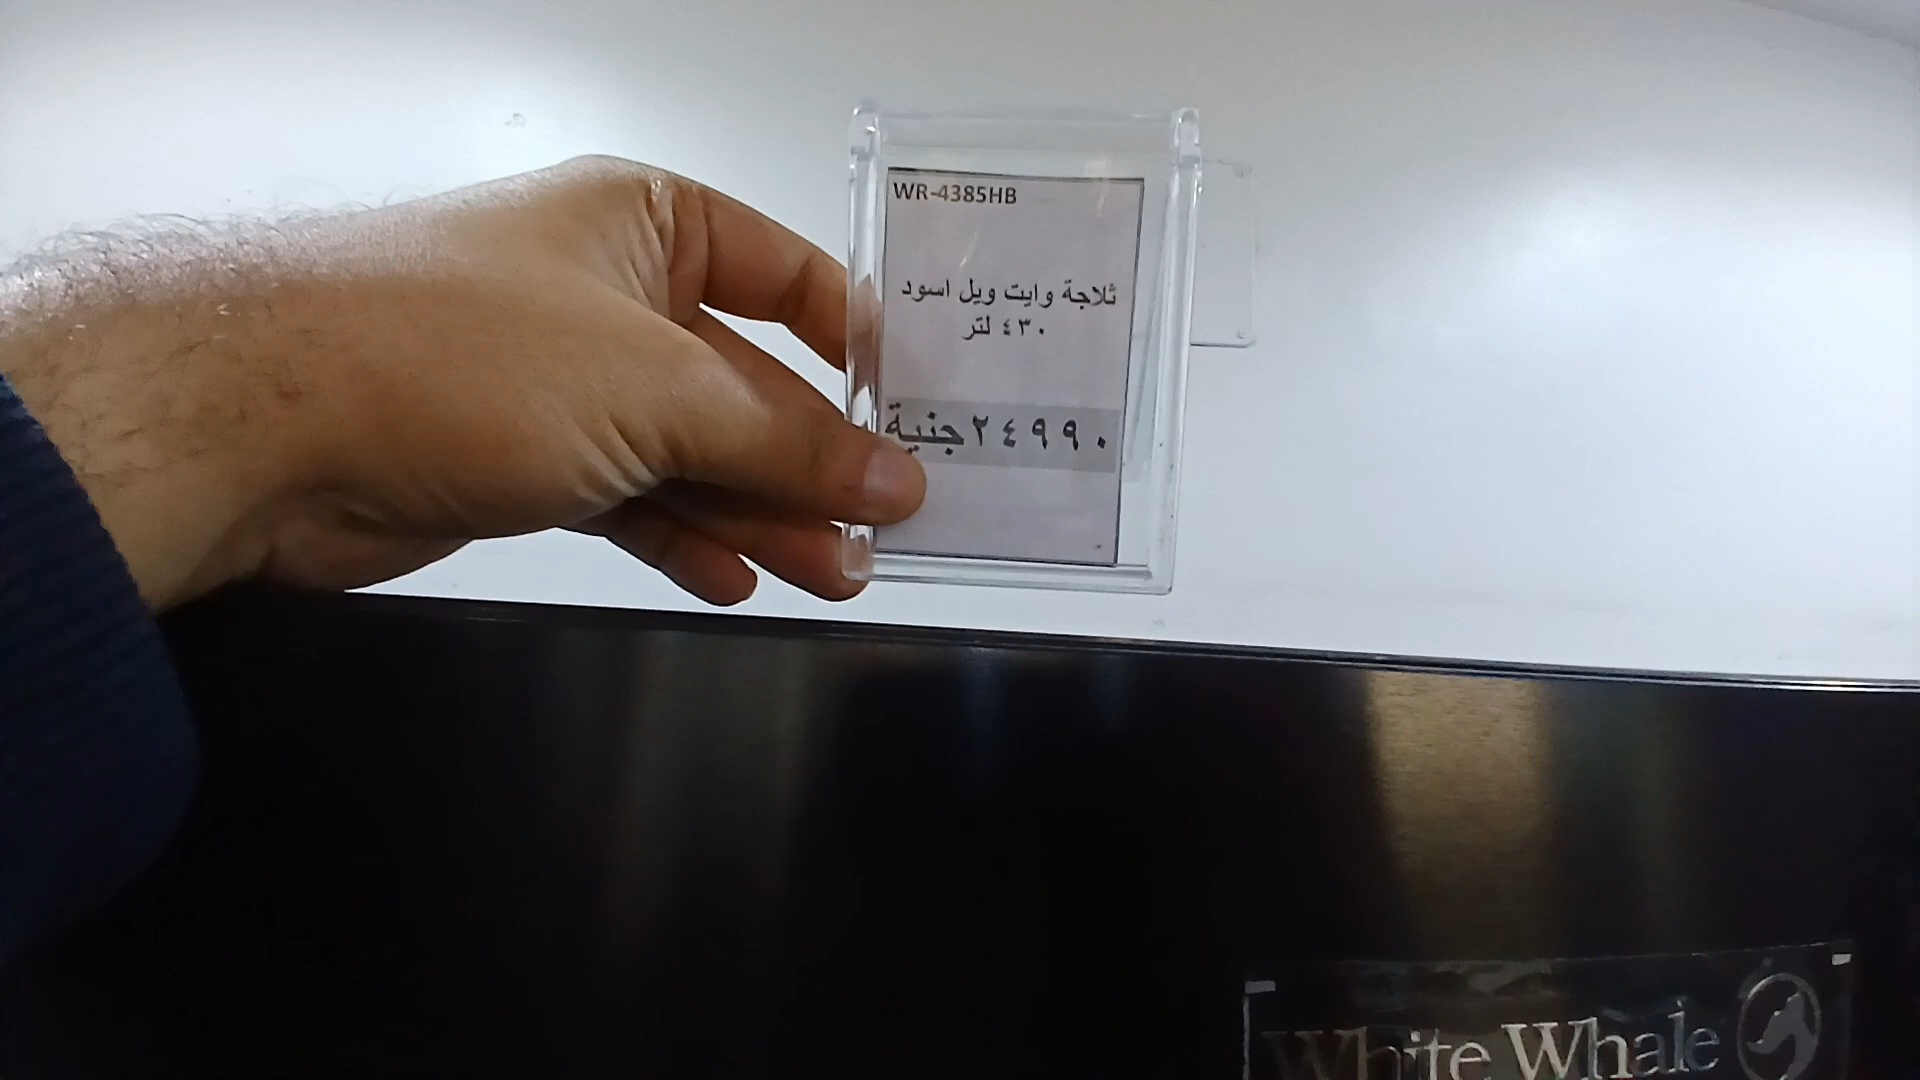 WR-4385HB
ثلاجة وايت ويل اسود
٤٣٠ لتر
٢٤٩٩٠جنية
White Whale